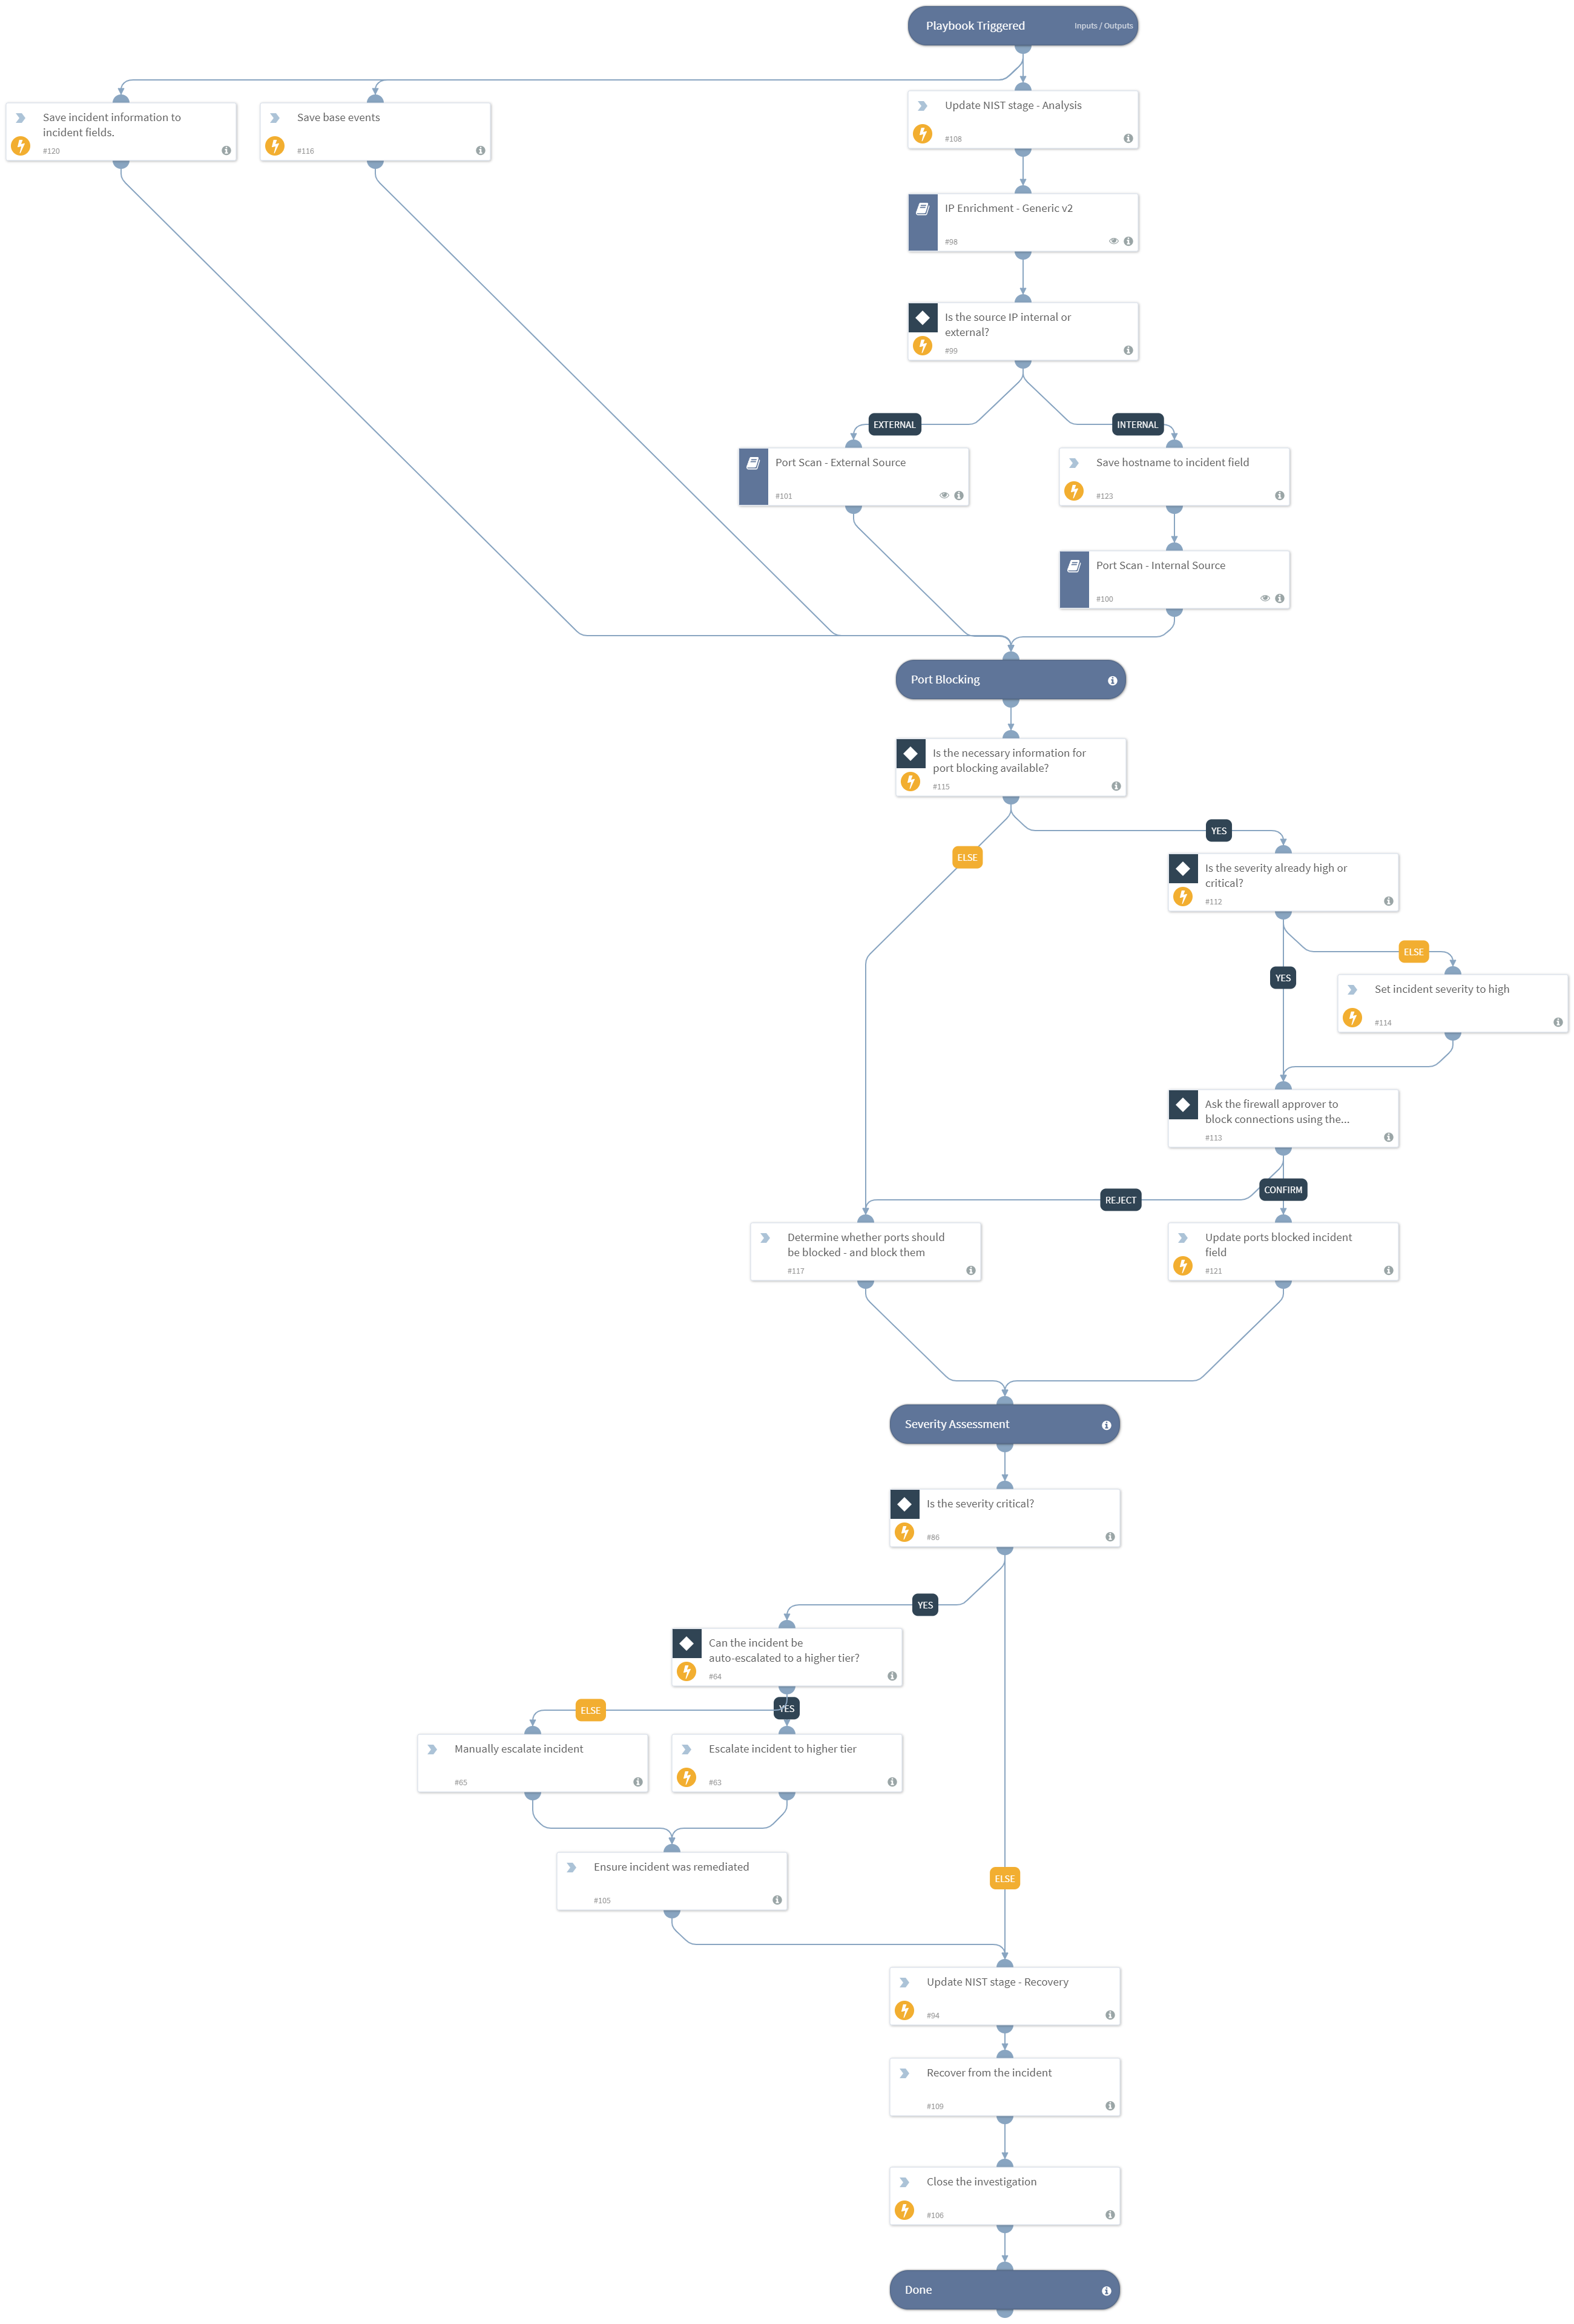 Playbook Triggered
Inputs / Outputs
Save incident information to
incident fields.
#120
Save base events
#116
Update NIST stage - Analysis
#108
IP Enrichment - Generic v2
#98
Is the source IP internal or
external?
#99
EXTERNAL
INTERNAL
Port Scan - External Source
#101
Save hostname to incident field
#123
Port Scan - Internal Source
#100
Port Blocking
Is the necessary information for
port blocking available?
#115
YES
ELSE
Is the severity already high or
critical?
#112
ELSE
YES
Set incident severity to high
#114
Ask the firewall approver to
block connections using the...
#113
CONFIRM
REJECT
Determine whether ports should
be blocked - and block them
#117
Update ports blocked incident
field
#121
Severity Assessment
Is the severity critical?
#86
YES
Can the incident be
auto-escalated to a higher tier?
#64
ELSE
YES
Manually escalate incident
#65
Escalate incident to higher tier
#63
Ensure incident was remediated
#105
ELSE
Update NIST stage - Recovery
#94
Recover from the incident
#109
Close the investigation
#106
Done